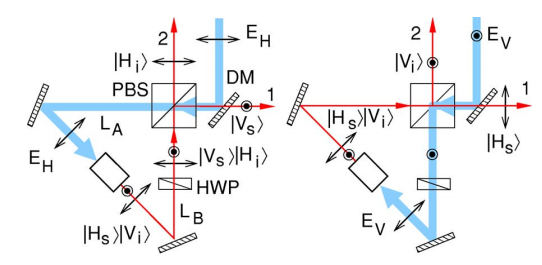 2
E_H
|H_i⟩
PBS
DM
1
L_A
|V_s⟩
E_H
|V_s⟩|H_i⟩
HWP
L_B
|H_s⟩|V_i⟩
2
E_V
|V_i⟩
1
|H_s⟩|V_i⟩
|H_s⟩
E_V